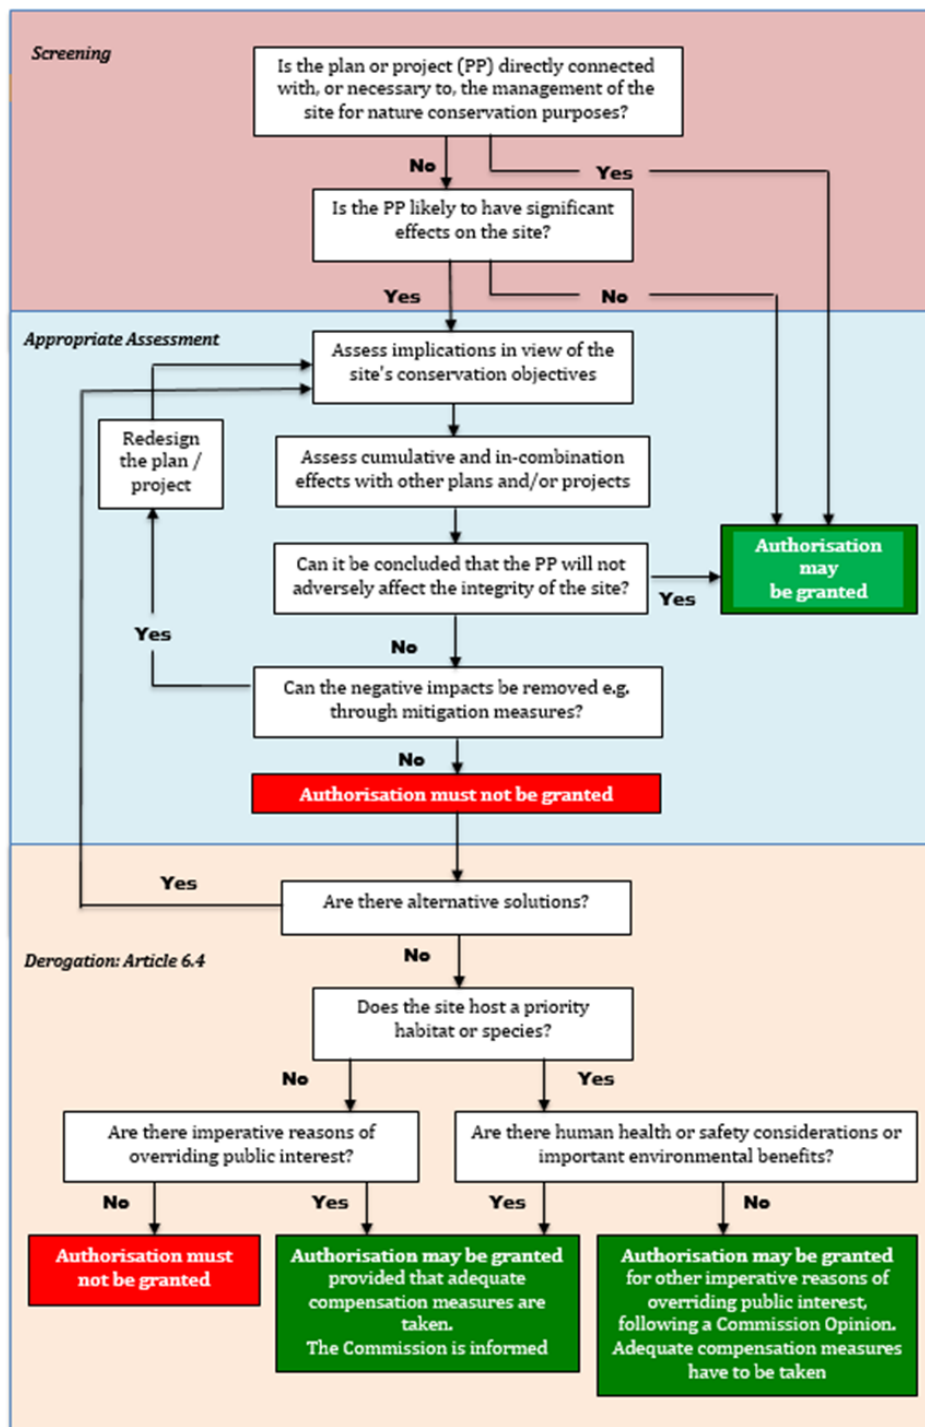 Screening
Is the plan or project (PP) directly connected
with, or necessary to, the management of the
site for nature conservation purposes?
No
Yes
Is the PP likely to have significant
effects on the site?
Yes
No
Appropriate Assessment
Assess implications in view of the
site's conservation objectives
Redesign
the plan /
project
Assess cumulative and in-combination
effects with other plans and/or projects
Can it be concluded that the PP will not
adversely affect the integrity of the site?
Yes
Authorisation
may
be granted
Yes
No
Can the negative impacts be removed e.g.
through mitigation measures?
No
Authorisation must not be granted
Yes
Are there alternative solutions?
No
Derogation: Article 6.4
Does the site host a priority
habitat or species?
No
Yes
Are there imperative reasons of
overriding public interest?
Are there human health or safety considerations or
important environmental benefits?
No
Yes
Yes
No
Authorisation must
not be granted
Authorisation may be granted
provided that adequate
compensation measures are
taken.
The Commission is informed
Authorisation may be granted
for other imperative reasons of
overriding public interest,
following a Commission Opinion.
Adequate compensation measures
have to be taken